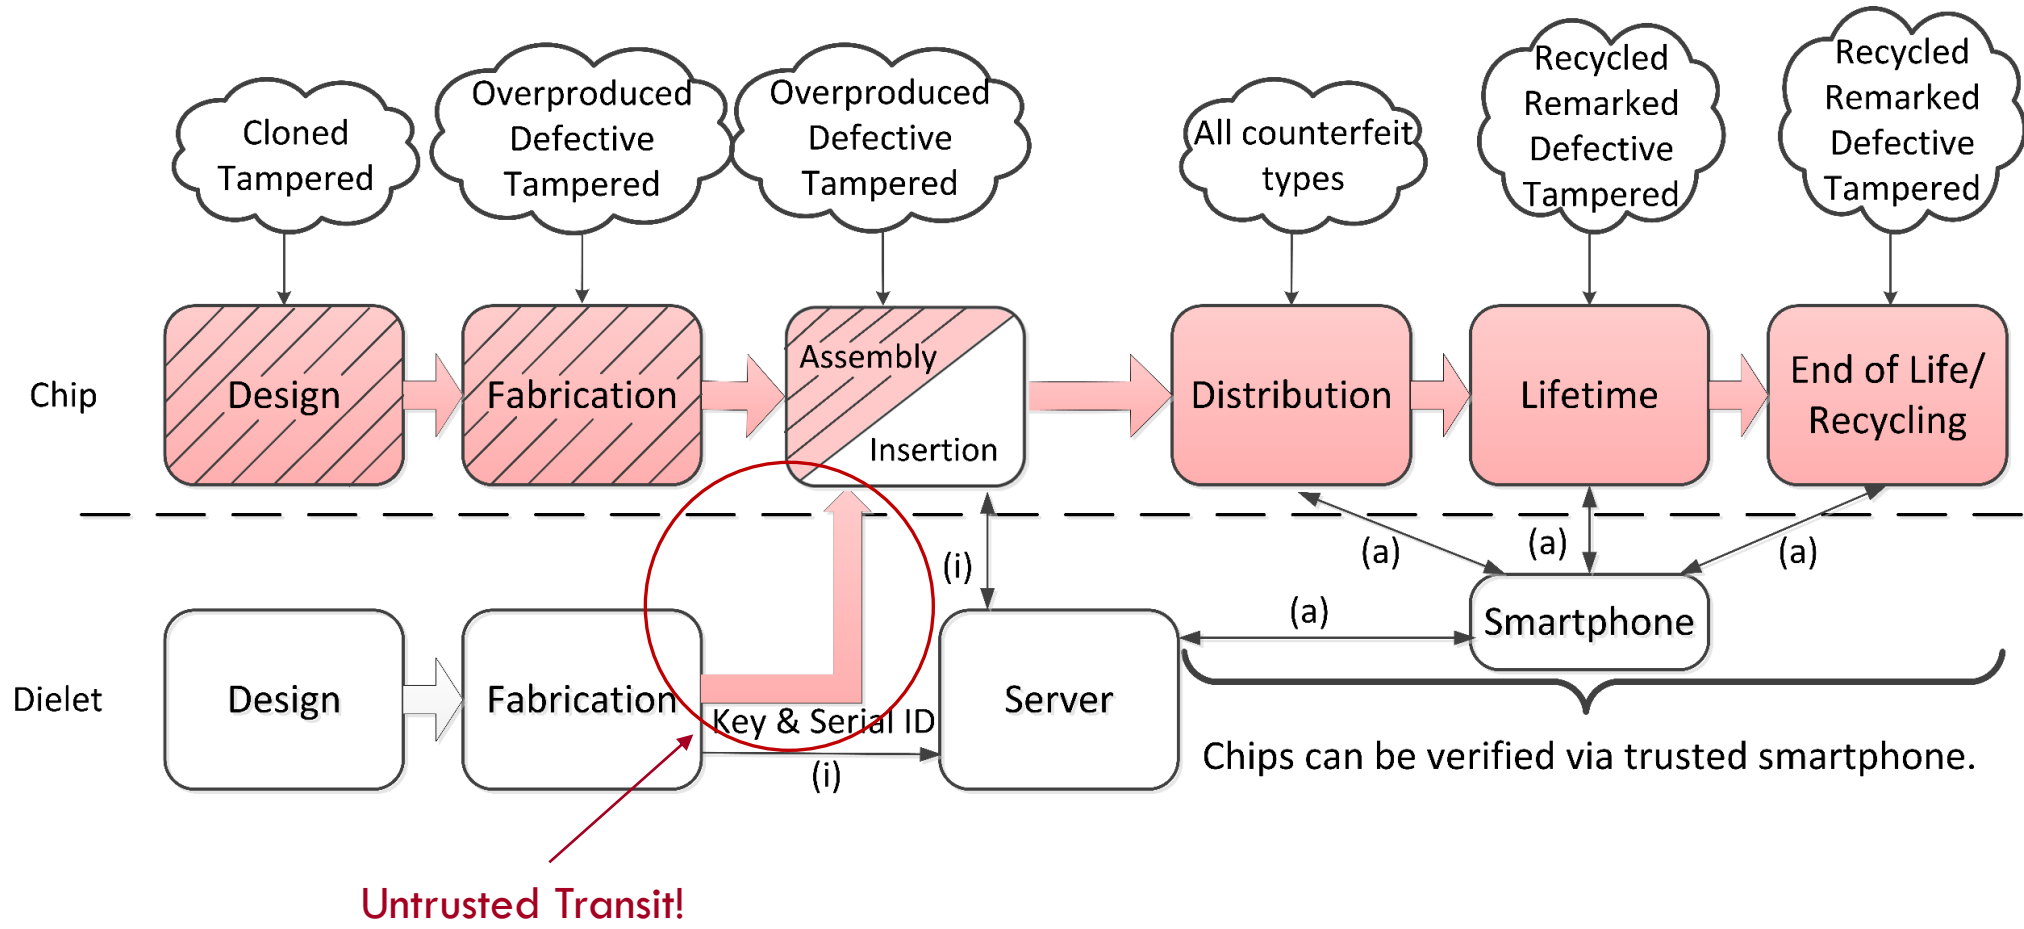 Cloned
Tampered
Overproduced
Defective
Tampered
Overproduced
Defective
Tampered
All counterfeit
types
Recycled
Remarked
Defective
Tampered
Recycled
Remarked
Defective
Tampered
Chip
Design
Fabrication
Assembly
Insertion
Distribution
Lifetime
End of Life/
Recycling
(i)
(a)
(a)
(a)
(a)
Smartphone
Dielet
Design
Fabrication
Key & Serial ID
(i)
Server
Chips can be verified via trusted smartphone.
Untrusted Transit!